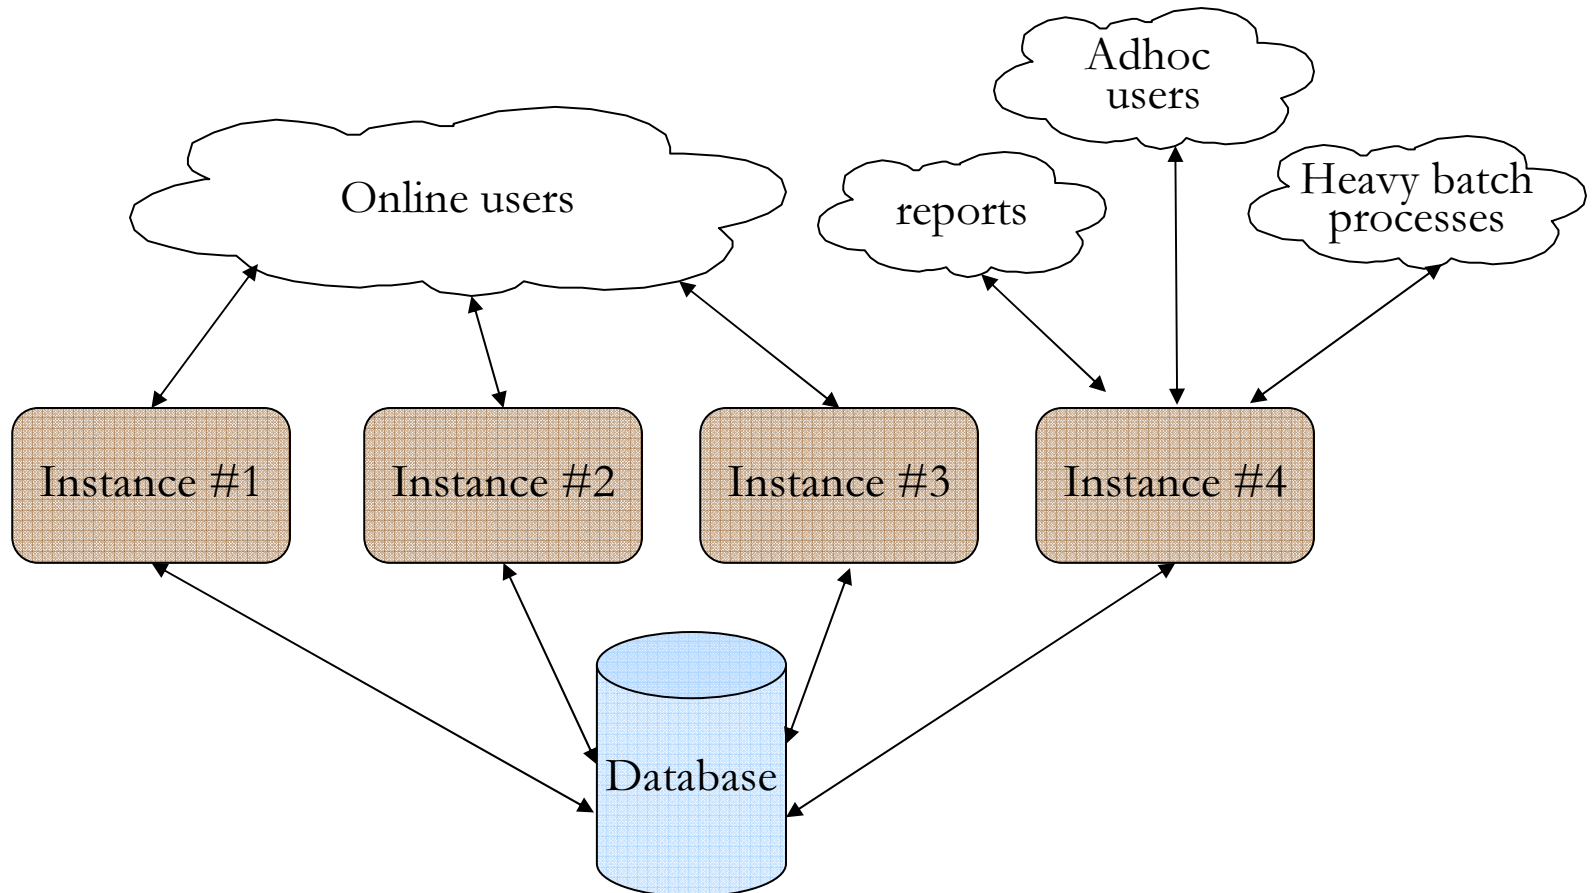 Adhoc
users
Online users
reports
Heavy batch
processes
Instance #1
Instance #2
Instance #3
Instance #4
Database